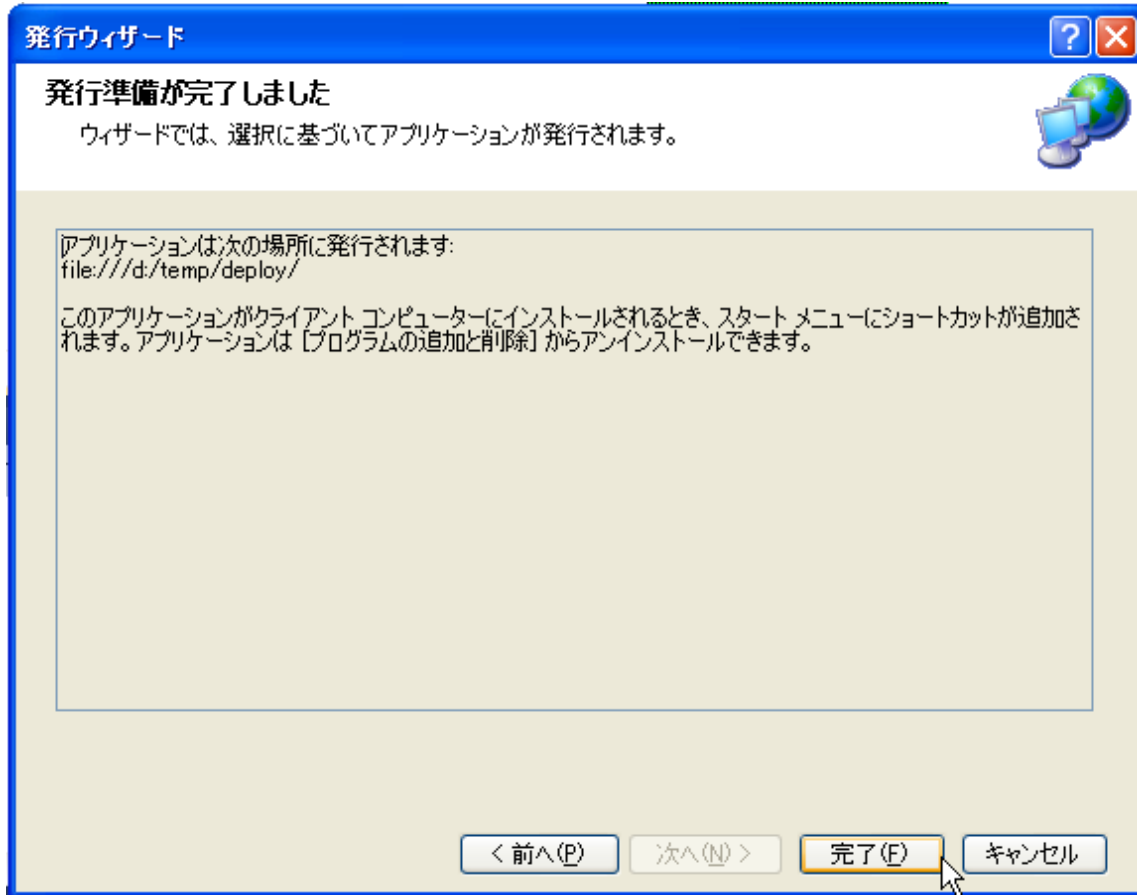 発行ウィザード
発行準備が完了しました
ウィザードでは、選択に基づいてアプリケーションが発行されます。
アプリケーションは次の場所に発行されます:
file:///d:/temp/deploy/
このアプリケーションがクライアント コンピューターにインストールされるとき、スタート メニューにショートカットが追加さ
れます。アプリケーションは [プログラムの追加と削除] からアンインストールできます。
< 前へ(P)
次へ(N) >
完了(F)
キャンセル